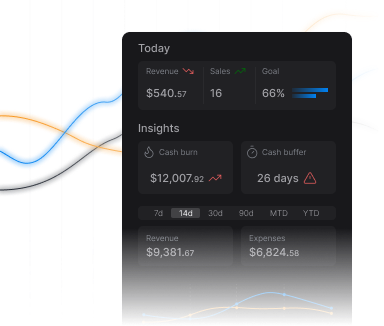 Today
Revenue Sales Goal
$540.57 16 66%
Insights
Cash burn Cash buffer
$12,007.92 26 days
7d 14d 30d 90d MTD YTD
Revenue Expenses
$9,381.67 $6,824.58